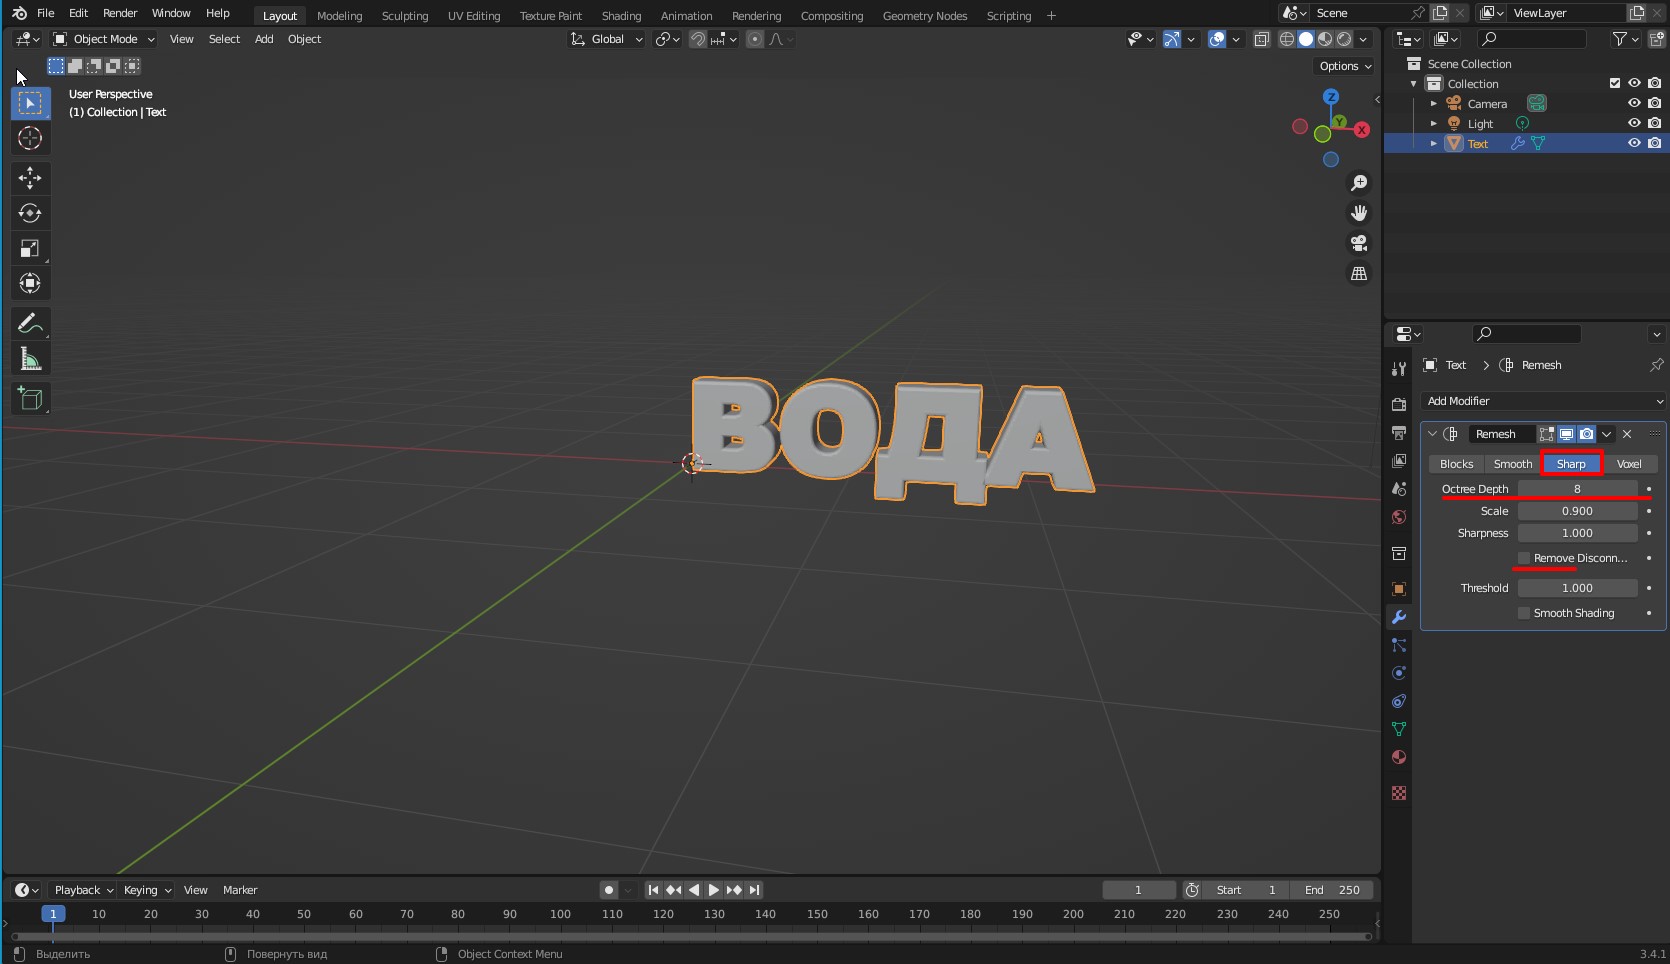 File Edit Render Window Help
Layout Modeling Sculpting UV Editing Texture Paint Shading Animation Rendering Compositing Geometry Nodes Scripting +
Scene
ViewLayer
Object Mode View Select Add Object
Global
Options
User Perspective
(1) Collection | Text
Z
Y
X
ВОДА
Scene Collection
Collection
Camera
Light
Text
Text > Remesh
Add Modifier
Remesh
Blocks Smooth Sharp Voxel
Octree Depth 8
Scale 0.900
Sharpness 1.000
Remove Disconn...
Threshold 1.000
Smooth Shading
Playback Keying View Marker
1 Start 1 End 250
1 10 20 30 40 50 60 70 80 90 100 110 120 130 140 150 160 170 180 190 200 210 220 230 240 250
Выделить Повернуть вид Object Context Menu 3.4.1